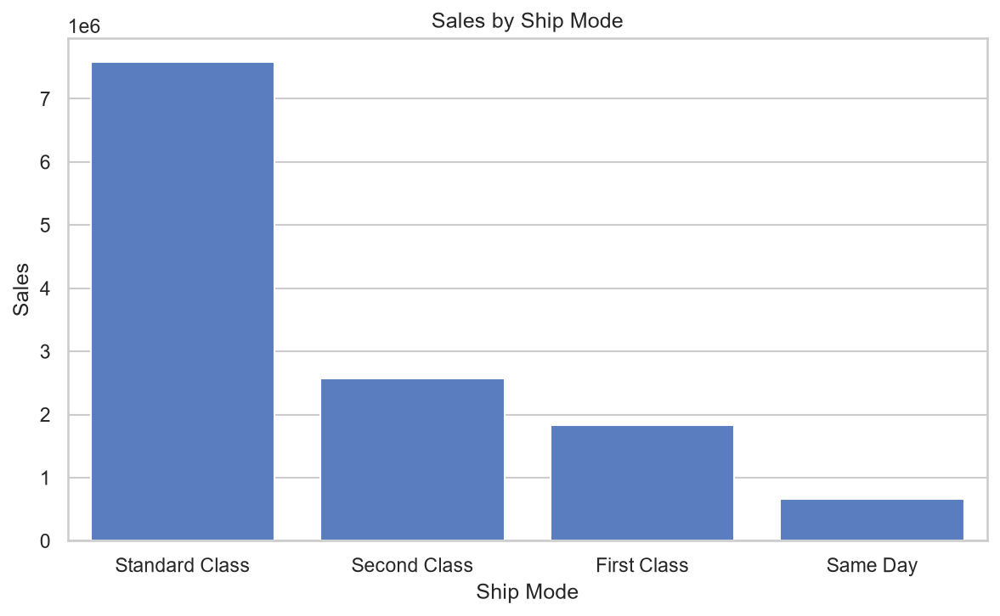 Sales by Ship Mode
1e6
7
6
5
4
3
2
1
0
Sales
Standard Class
Second Class
First Class
Same Day
Ship Mode